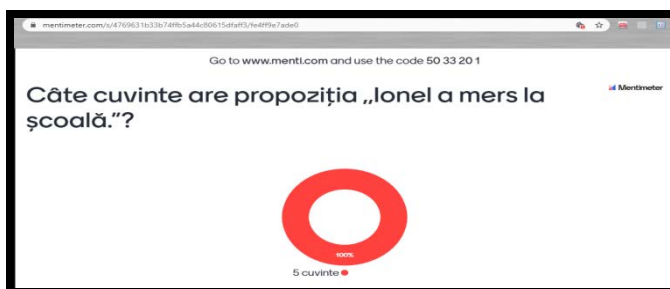 mentimeter.com/s/4769631b33b74ffb5a44c80615dfaff3/fe4ff9e7ade0
Go to www.menti.com and use the code 50 33 20 1
Câte cuvinte are propoziția „Ionel a mers la
școală."?
Mentimeter
100%
5 cuvinte